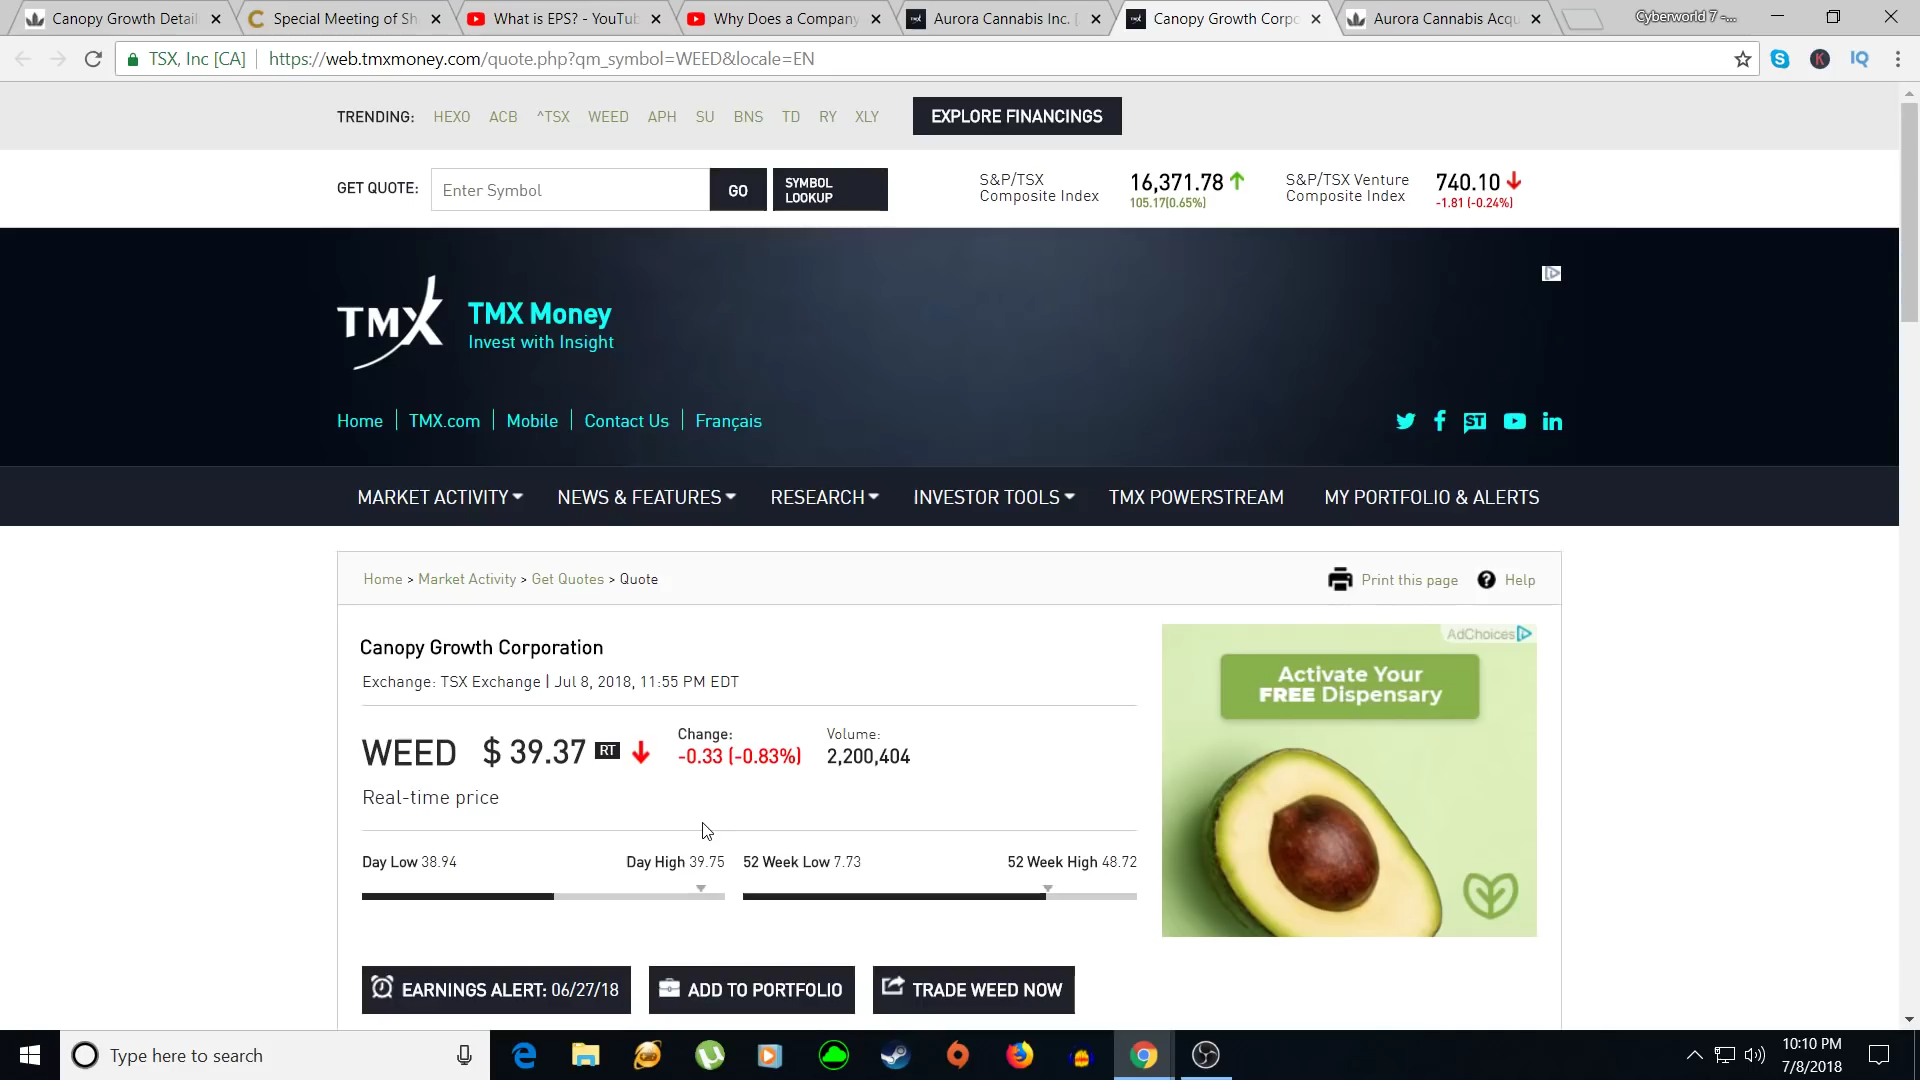 Canopy Growth Detail
Special Meeting of Sh
What is EPS? - YouTub
Why Does a Company
Aurora Cannabis Inc. (
Canopy Growth Corpo
Aurora Cannabis Acqu
Cyberworld 7 -...
TSX, Inc [CA]
https://web.tmxmoney.com/quote.php?qm_symbol=WEED&locale=EN
TRENDING: HEXO ACB ^TSX WEED APH SU BNS TD RY XLY
EXPLORE FINANCINGS
GET QUOTE:
Enter Symbol
GO
SYMBOL
LOOKUP
S&P/TSX
Composite Index
16,371.78
105.17(0.65%)
S&P/TSX Venture
Composite Index
740.10
-1.81 (-0.24%)
TMX
TMX Money
Invest with Insight
Home TMX.com Mobile Contact Us Français
MARKET ACTIVITY NEWS & FEATURES RESEARCH INVESTOR TOOLS TMX POWERSTREAM MY PORTFOLIO & ALERTS
Home > Market Activity > Get Quotes > Quote
Print this page
Help
Canopy Growth Corporation
Exchange: TSX Exchange | Jul 8, 2018, 11:55 PM EDT
WEED $ 39.37 RT
Change:
-0.33 (-0.83%)
Volume:
2,200,404
Real-time price
Day Low 38.94
Day High 39.75
52 Week Low 7.73
52 Week High 48.72
EARNINGS ALERT: 06/27/18
ADD TO PORTFOLIO
TRADE WEED NOW
AdChoices
Activate Your
FREE Dispensary
Type here to search
10:10 PM
7/8/2018